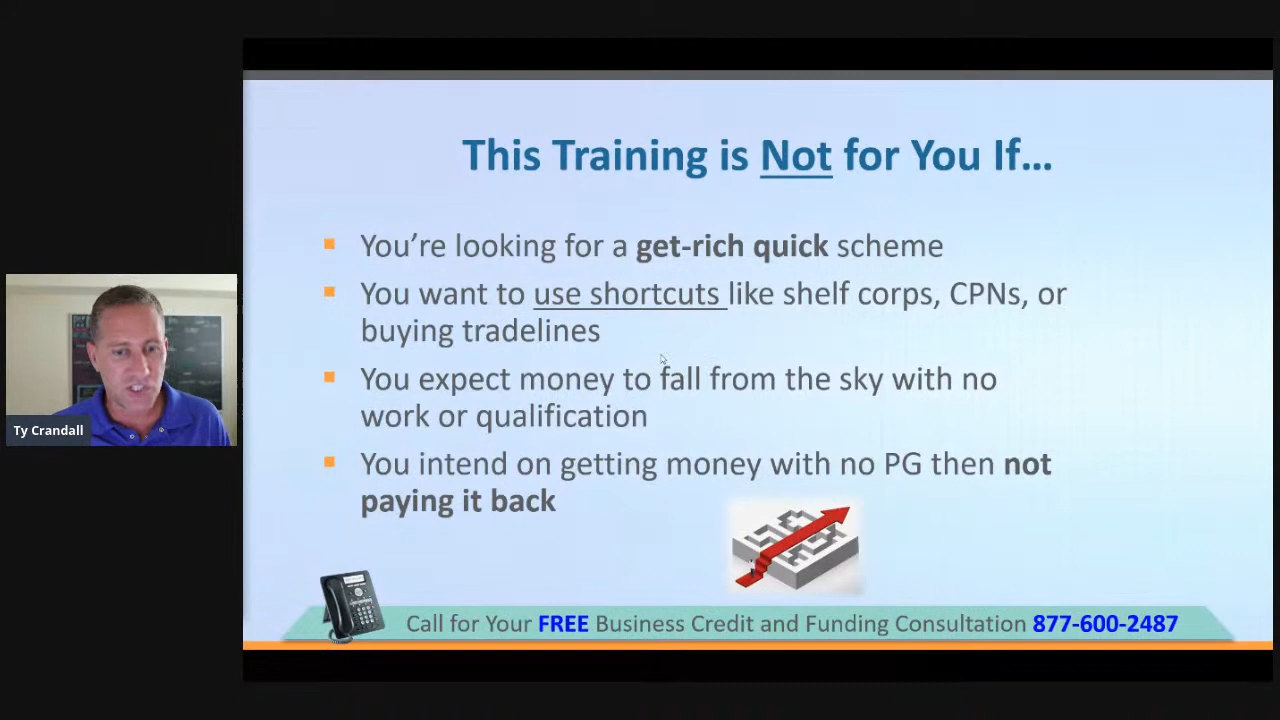 This Training is Not for You If...
You're looking for a get-rich quick scheme
You want to use shortcuts like shelf corps, CPNs, or
buying tradelines
You expect money to fall from the sky with no
work or qualification
You intend on getting money with no PG then not
paying it back
Ty Crandall
Call for Your FREE Business Credit and Funding Consultation 877-600-2487